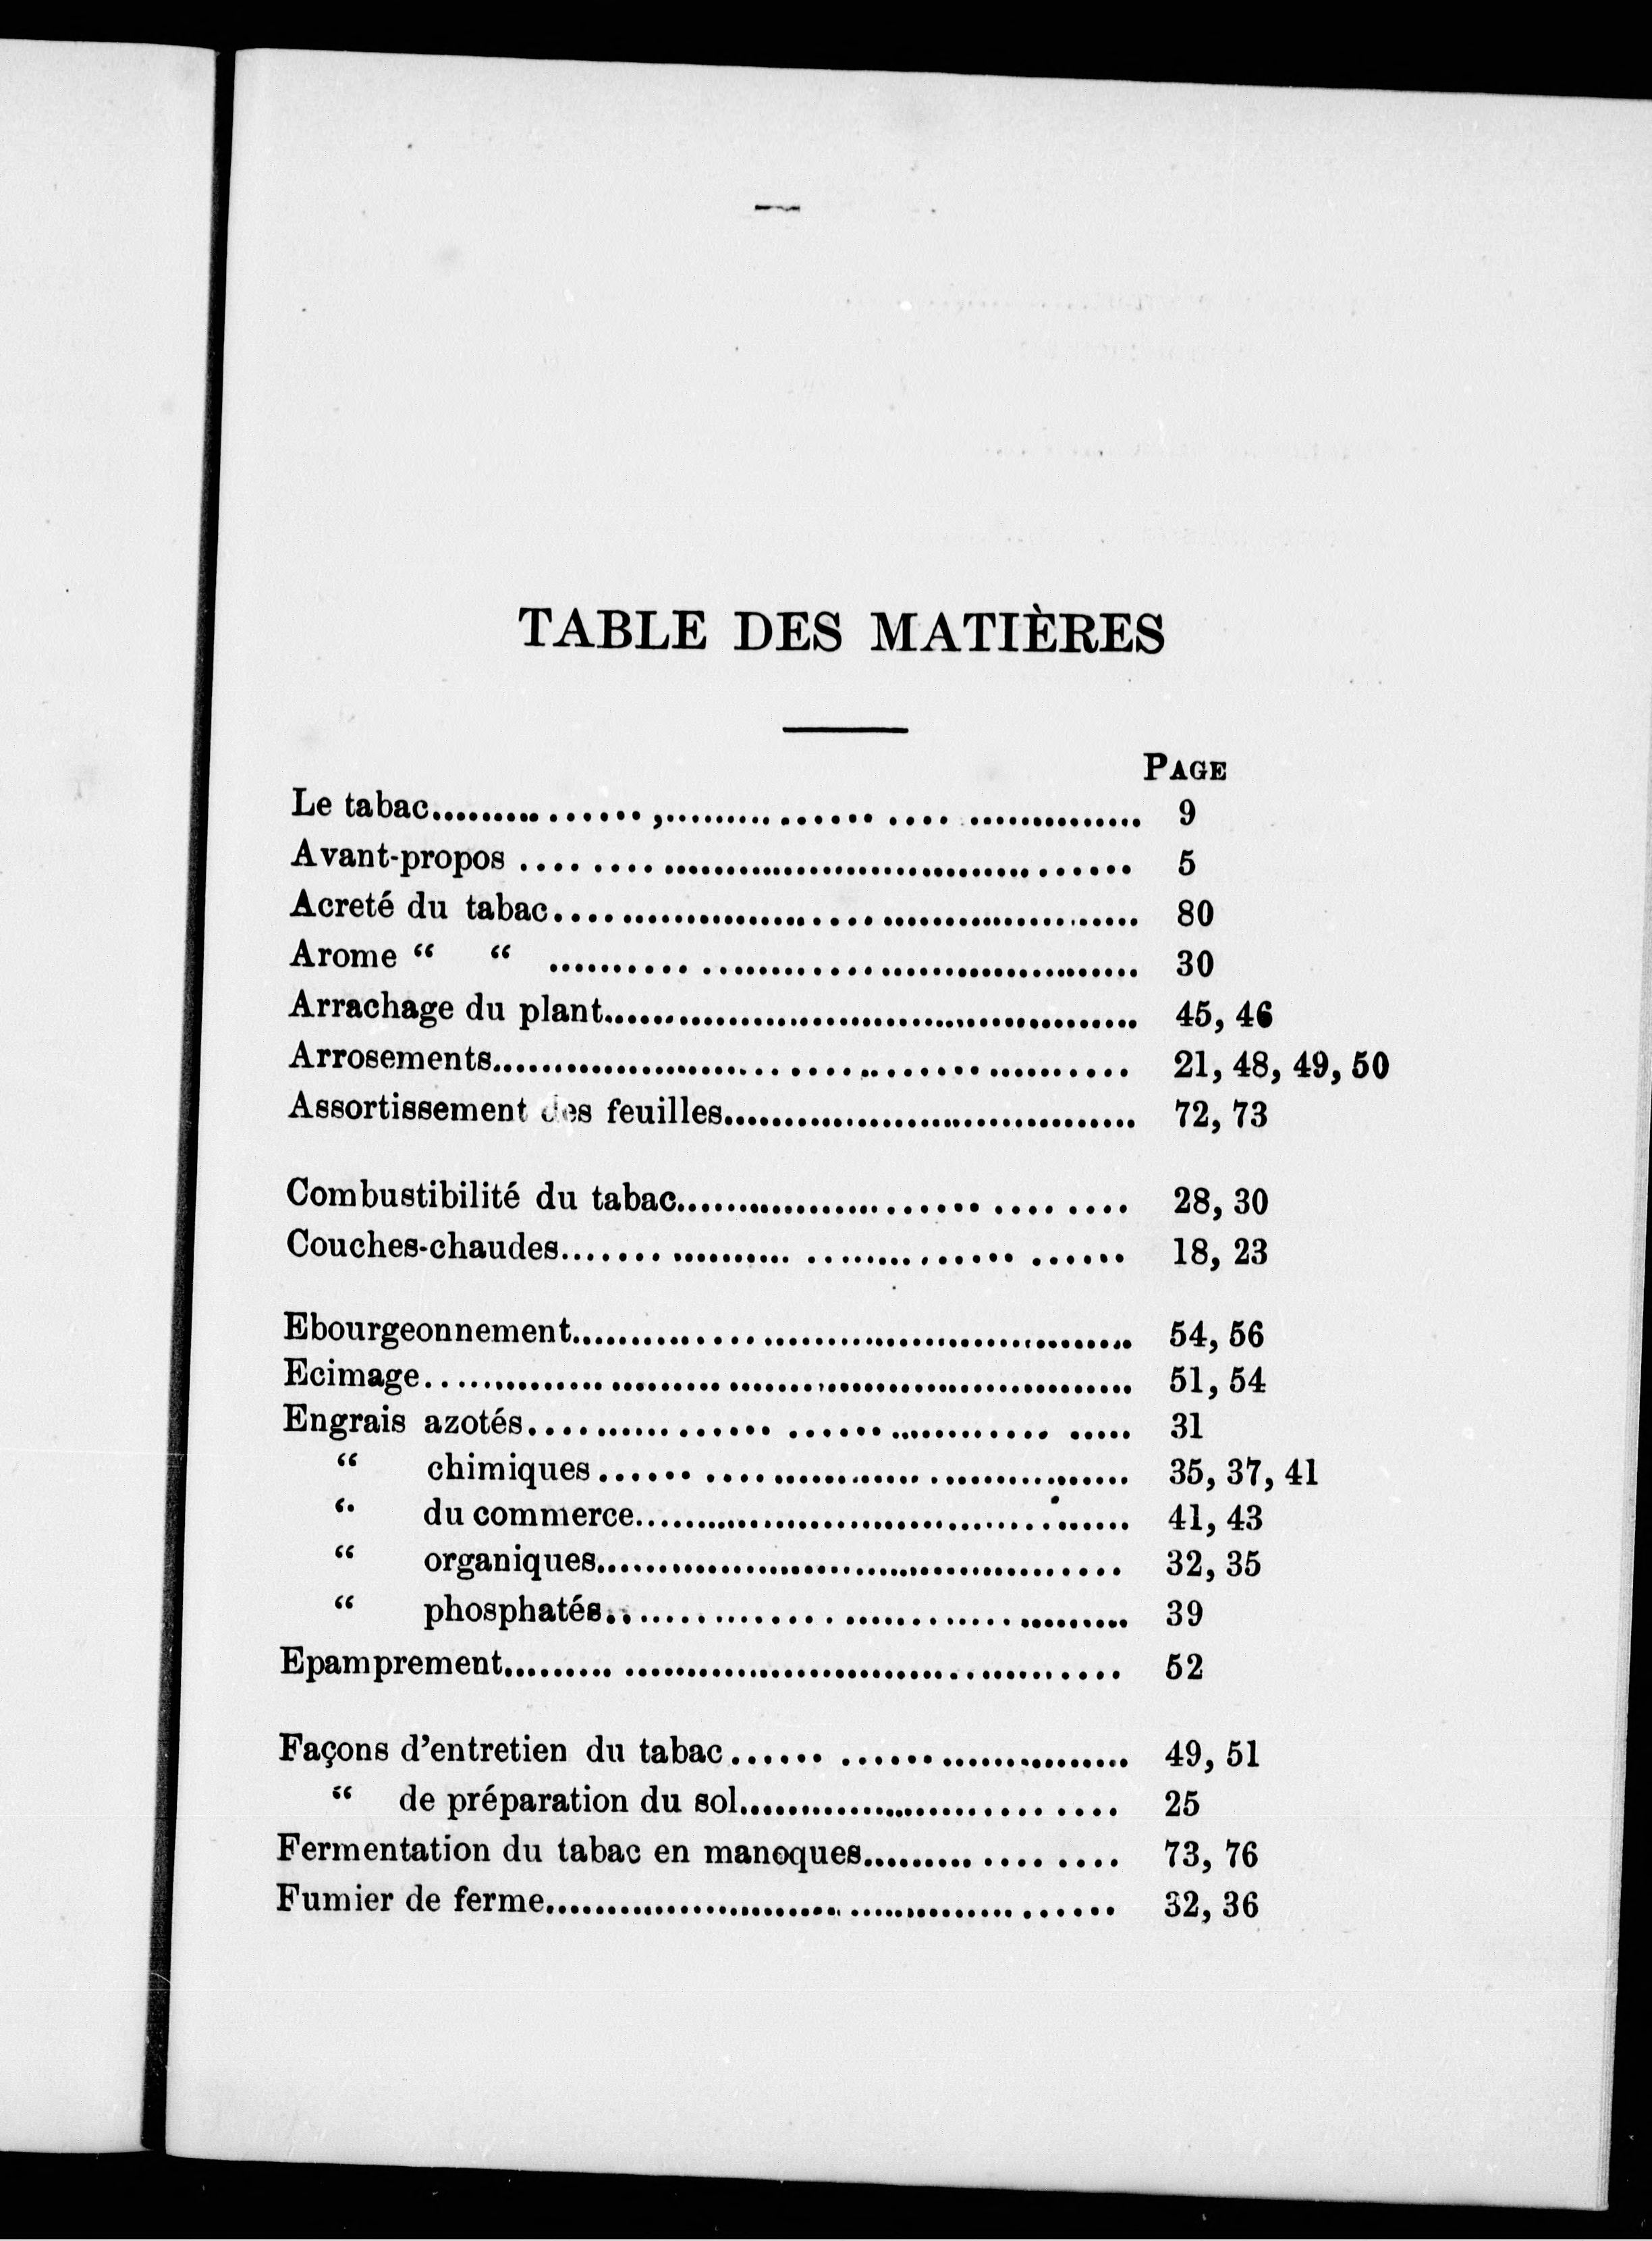 TABLE DES MATIÈRES
PAGE
Le tabac........ ...... ,......... ...... .... .............. 9
Avant-propos .... .... .................................... 5
Acreté du tabac.................................................. 80
Arome “ “ .......... ................................... 30
Arrachage du plant............................................. 45, 46
Arrosements..................................................... 21, 48, 49, 50
Assortissement des feuilles................................... 72, 73
Combustibilité du tabac......................... .... .... 28, 30
Couches-chaudes....... .......... ................ ...... 18, 23
Ebourgeonnement............... ............................... 54, 56
Ecimage............... ......... .................................. 51, 54
Engrais azotés.................... ...... ............. ..... 31
“ chimiques...... .... ............ ................ 35, 37, 41
“ du commerce.......................................... 41, 43
“ organiques............................................. 32, 35
“ phosphatés.................. .............. ......... 39
Epamprement......... ........................................ 52
Façons d’entretien du tabac...... ...... ............... 49, 51
“ de préparation du sol......................... .... 25
Fermentation du tabac en manoques......... .... .... 73, 76
Fumier de ferme........................ ............. ...... 32, 36